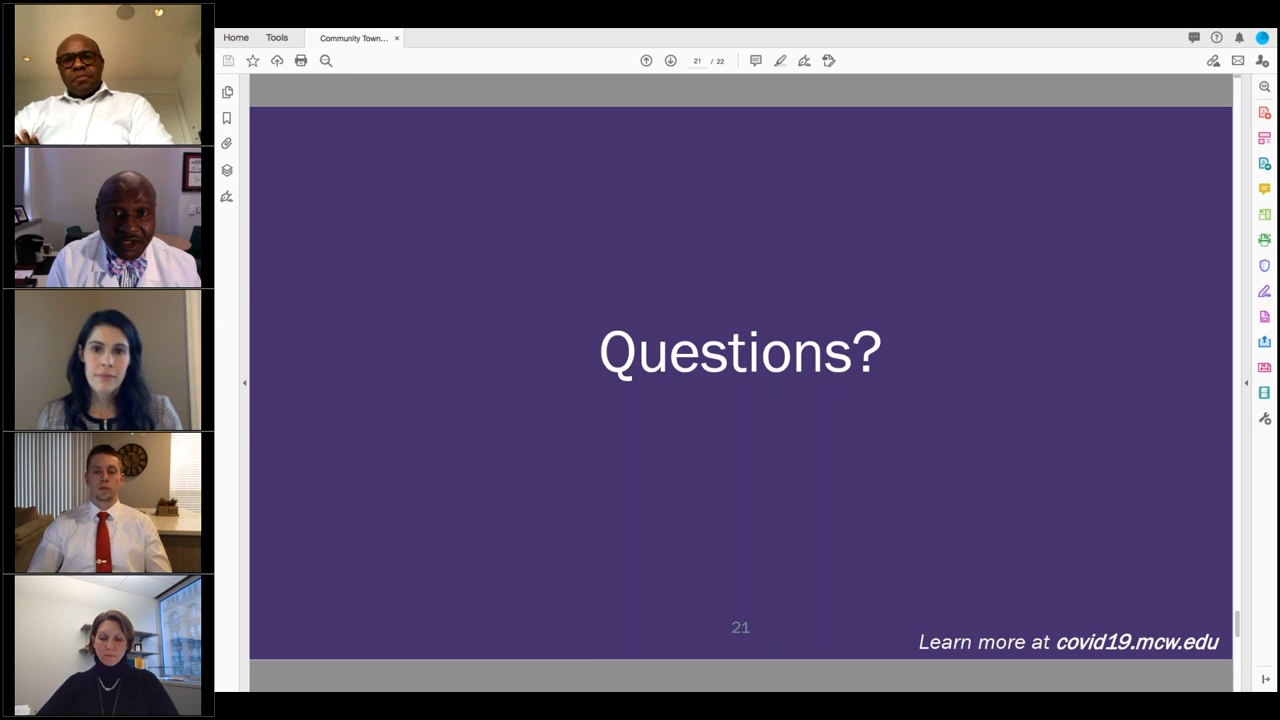 Home Tools Community Town... ×
21 / 22
Questions?
21
Learn more at covid19.mcw.edu